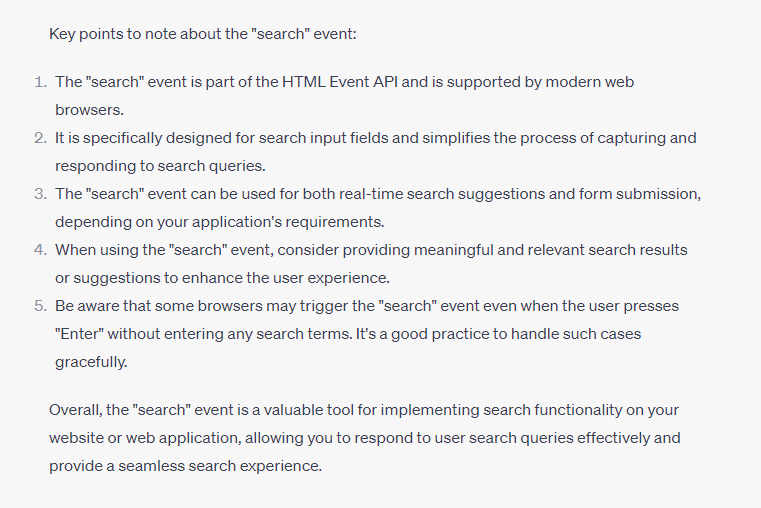 Key points to note about the "search" event:
1. The "search" event is part of the HTML Event API and is supported by modern web
browsers.
2. It is specifically designed for search input fields and simplifies the process of capturing and
responding to search queries.
3. The "search" event can be used for both real-time search suggestions and form submission,
depending on your application's requirements.
4. When using the "search" event, consider providing meaningful and relevant search results
or suggestions to enhance the user experience.
5. Be aware that some browsers may trigger the "search" event even when the user presses
"Enter" without entering any search terms. It's a good practice to handle such cases
gracefully.
Overall, the "search" event is a valuable tool for implementing search functionality on your
website or web application, allowing you to respond to user search queries effectively and
provide a seamless search experience.